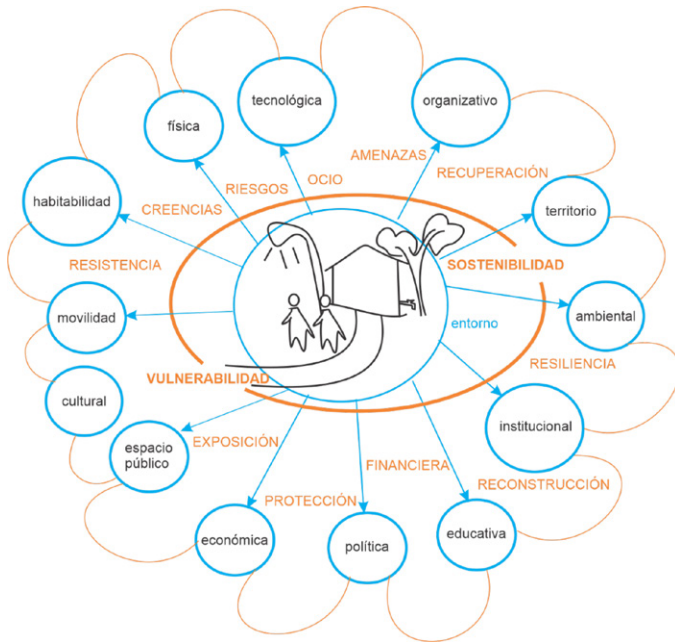 tecnológica
organizativo
física
AMENAZAS
RECUPERACIÓN
RIESGOS
OCIO
habitabilidad
CREENCIAS
territorio
RESISTENCIA
SOSTENIBILIDAD
movilidad
entorno
ambiental
RESILIENCIA
VULNERABILIDAD
cultural
institucional
espacio
público
EXPOSICIÓN
FINANCIERA
RECONSTRUCCIÓN
PROTECCIÓN
económica
política
educativa